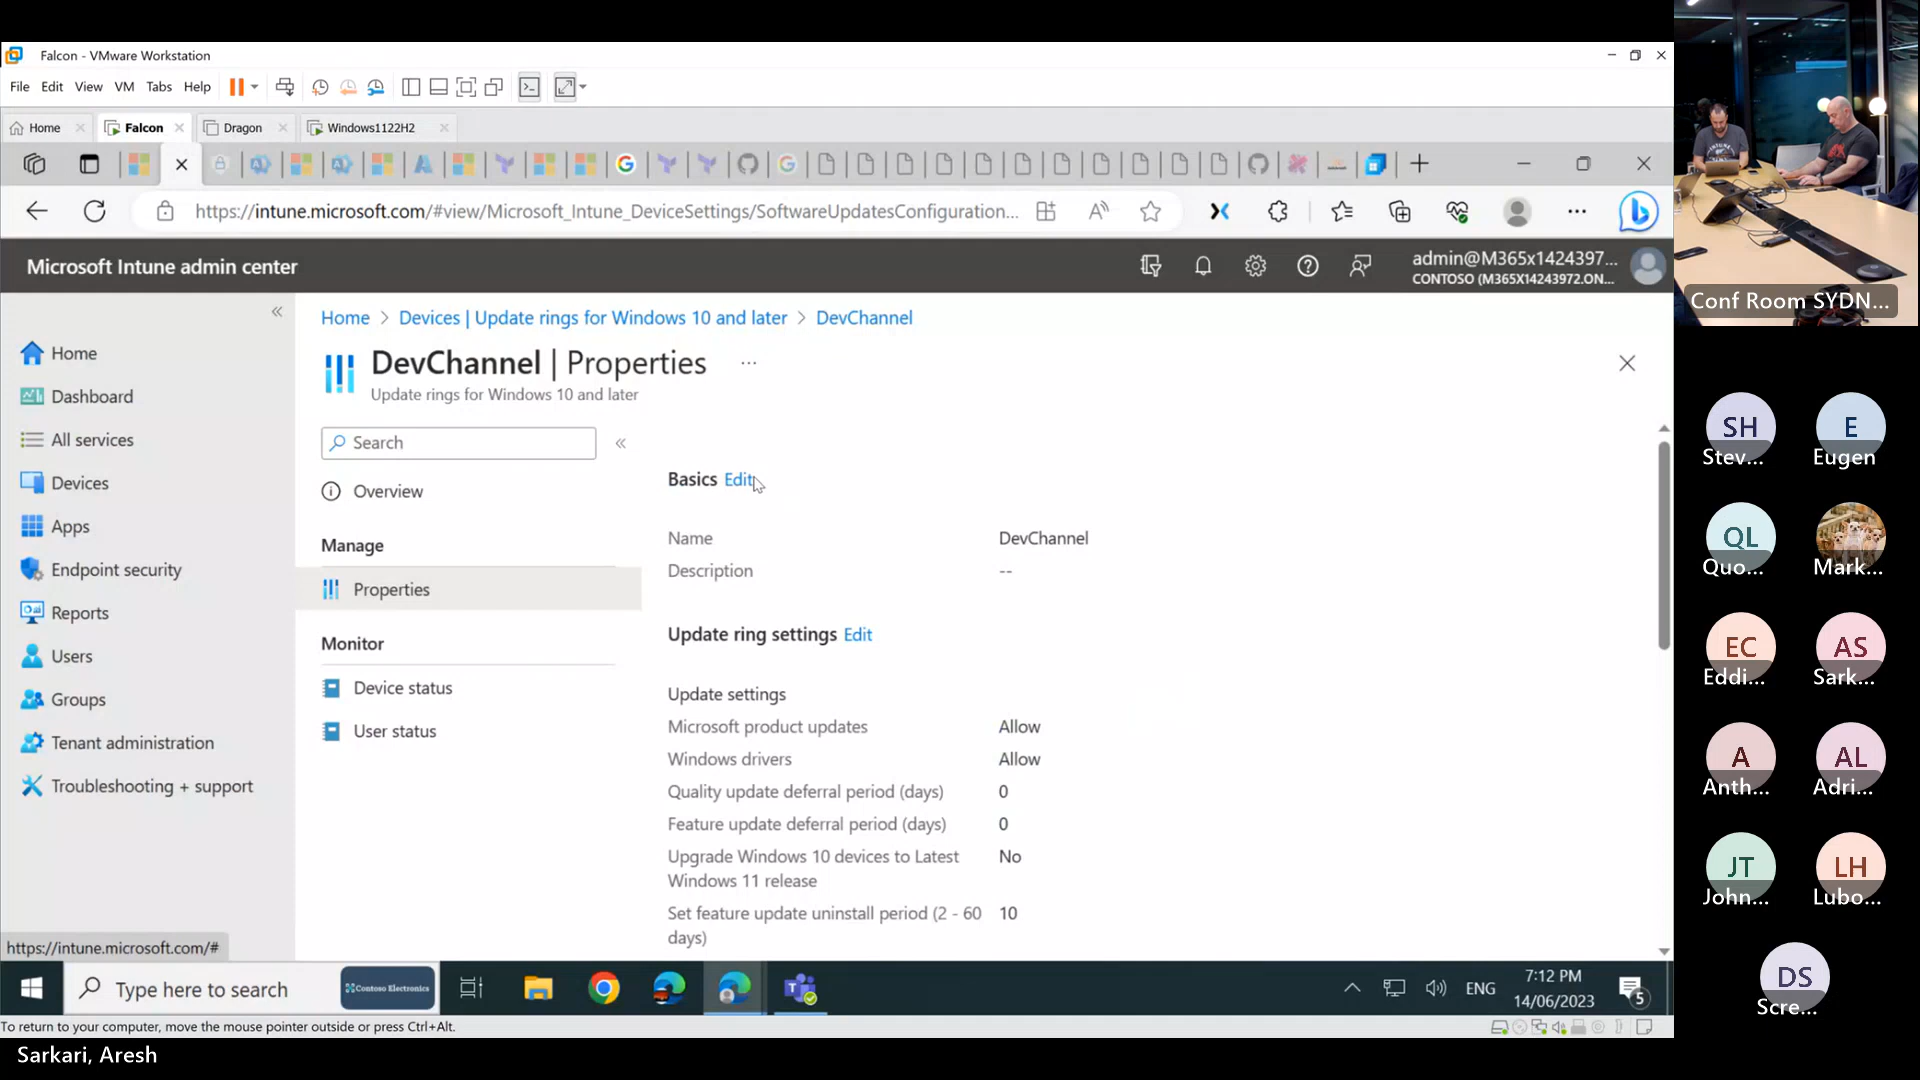 Falcon - VMware Workstation
File Edit View VM Tabs Help
Home
Falcon
Dragon
Windows1122H2
https://intune.microsoft.com/#view/Microsoft_Intune_DeviceSettings/SoftwareUpdatesConfiguration...
Microsoft Intune admin center
admin@M365x1424397...
CONTOSO (M365X14243972.ON...
Home > Devices | Update rings for Windows 10 and later > DevChannel
DevChannel | Properties ...
Update rings for Windows 10 and later
Home
Dashboard
All services
Devices
Apps
Endpoint security
Reports
Users
Groups
Tenant administration
Troubleshooting + support
Search
Overview
Manage
Properties
Monitor
Device status
User status
Basics Edit
Name DevChannel
Description --
Update ring settings Edit
Update settings
Microsoft product updates Allow
Windows drivers Allow
Quality update deferral period (days) 0
Feature update deferral period (days) 0
Upgrade Windows 10 devices to Latest No
Windows 11 release
Set feature update uninstall period (2 - 60 10
days)
https://intune.microsoft.com/#
Type here to search
Contoso Electronics
ENG
7:12 PM
14/06/2023
5
To return to your computer, move the mouse pointer outside or press Ctrl+Alt.
Sarkari, Aresh
Conf Room SYDN...
SH
Stev...
E
Eugen
QL
Quo...
Mark...
EC
Eddi...
AS
Sark...
A
Anth...
AL
Adri...
JT
John...
LH
Lubo...
DS
Scre...